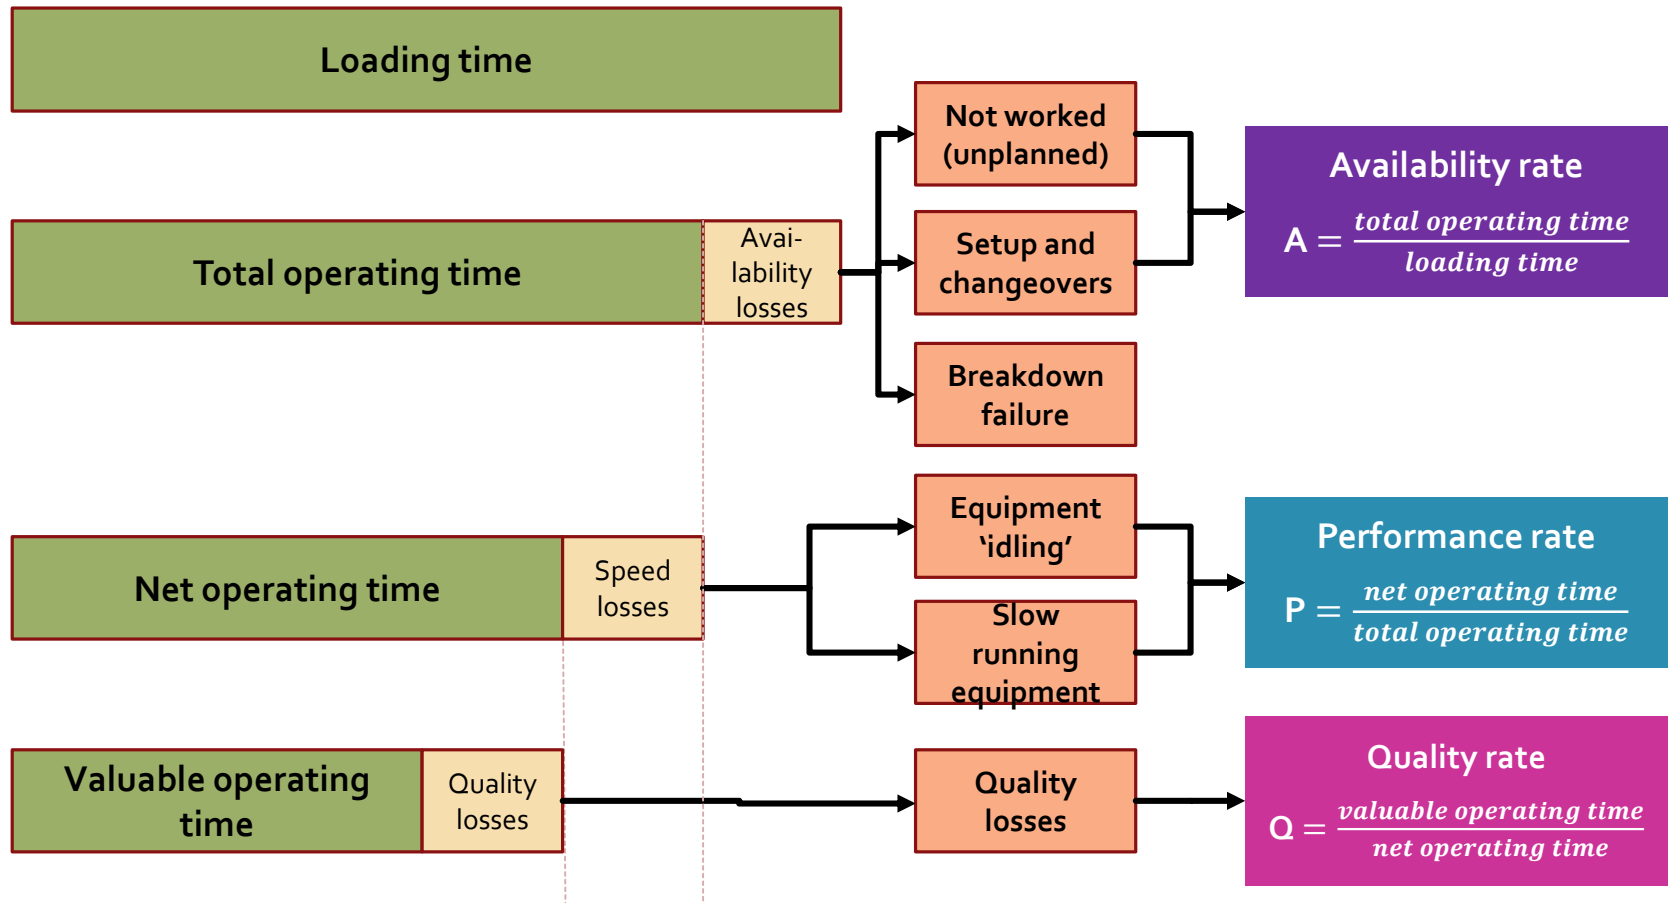 Loading time
Total operating time
Avai-
lability
losses
Not worked
(unplanned)
Setup and
changeovers
Breakdown
failure
Availability rate
A = total operating time
loading time
Net operating time
Speed
losses
Equipment
‘idling’
Slow
running
equipment
Performance rate
P = net operating time
total operating time
Valuable operating
time
Quality
losses
Quality
losses
Quality rate
Q = valuable operating time
net operating time